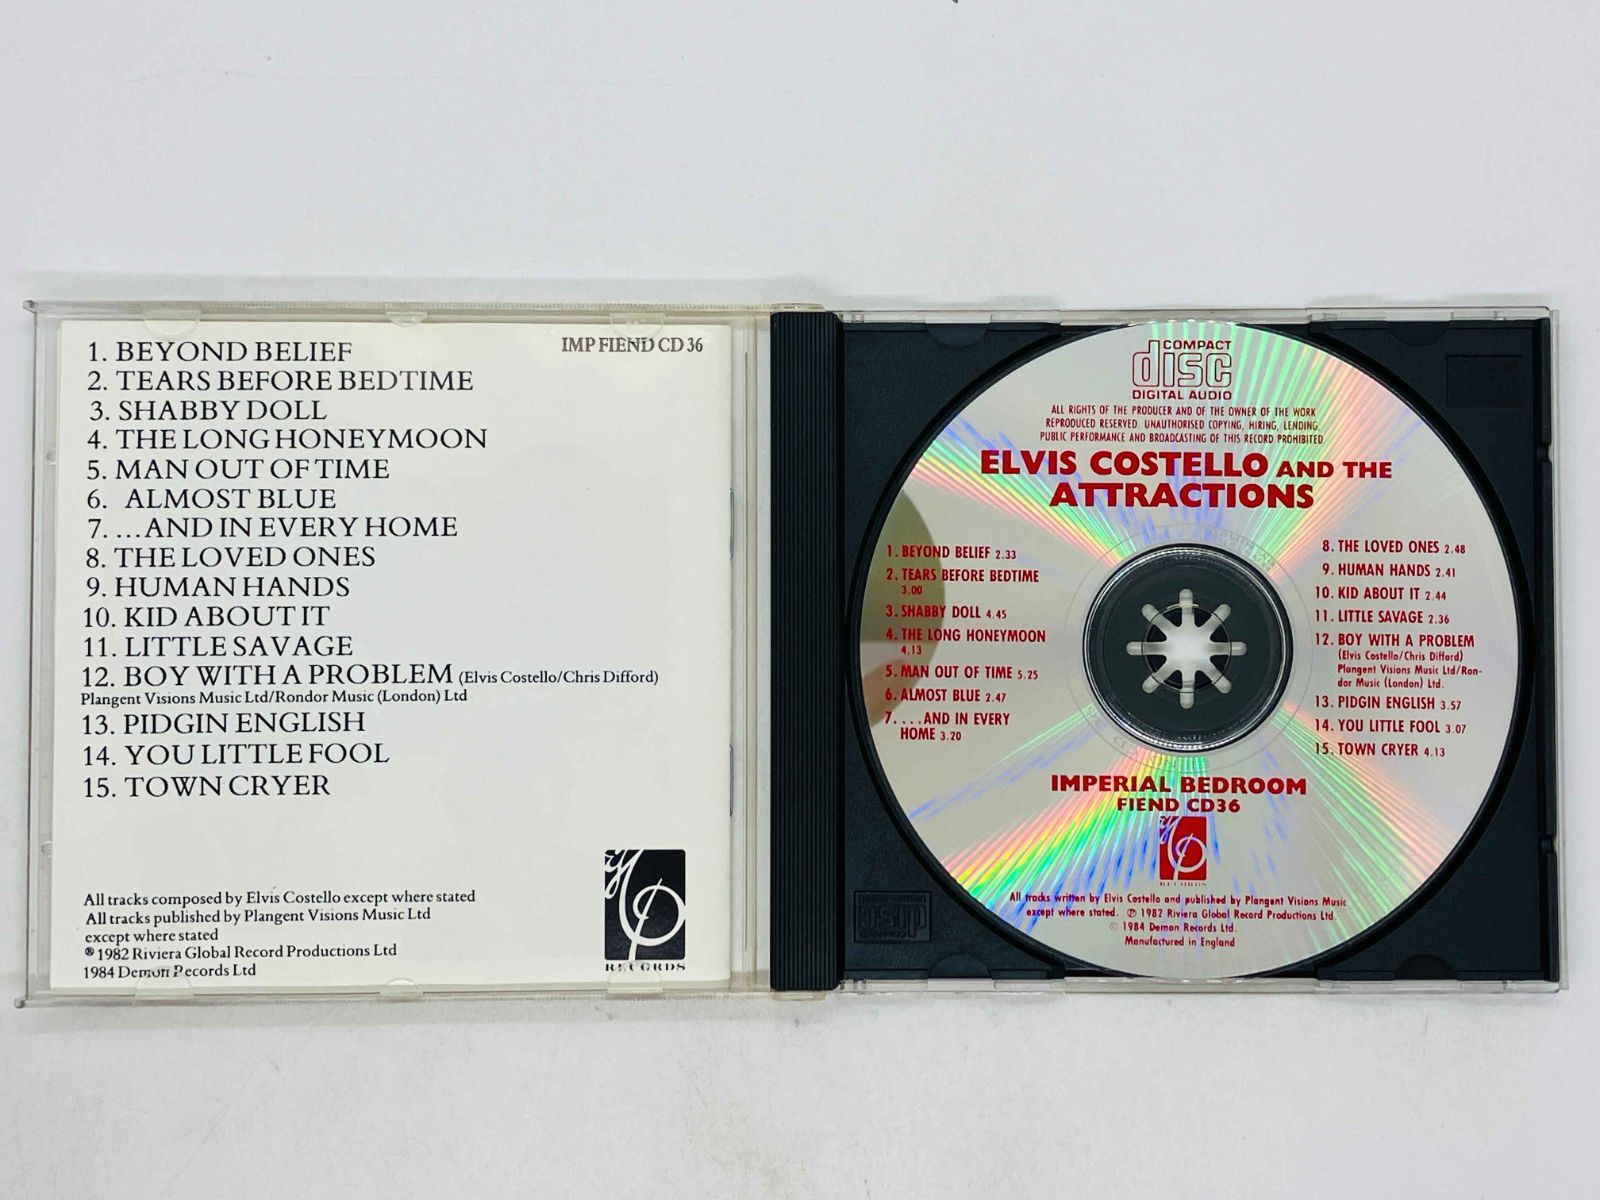 IMP FIEND CD 36
1. BEYOND BELIEF
2. TEARS BEFORE BEDTIME
3. SHABBY DOLL
4. THE LONG HONEYMOON
5. MAN OUT OF TIME
6. ALMOST BLUE
7. ...AND IN EVERY HOME
8. THE LOVED ONES
9. HUMAN HANDS
10. KID ABOUT IT
11. LITTLE SAVAGE
12. BOY WITH A PROBLEM (Elvis Costello/Chris Difford)
Plangent Visions Music Ltd/Rondor Music (London) Ltd
13. PIDGIN ENGLISH
14. YOU LITTLE FOOL
15. TOWN CRYER
All tracks composed by Elvis Costello except where stated
All tracks published by Plangent Visions Music Ltd
except where stated
℗ 1982 Riviera Global Record Productions Ltd
1984 Demon Records Ltd
RECORDS
COMPACT
disc
DIGITAL AUDIO
ALL RIGHTS OF THE PRODUCER AND OF THE OWNER OF THE WORK
REPRODUCED RESERVED. UNAUTHORISED COPYING, HIRING, LENDING,
PUBLIC PERFORMANCE AND BROADCASTING OF THIS RECORD PROHIBITED
ELVIS COSTELLO AND THE
ATTRACTIONS
1. BEYOND BELIEF 2.33
2. TEARS BEFORE BEDTIME
3.00
3. SHABBY DOLL 4.45
4. THE LONG HONEYMOON
4.13
5. MAN OUT OF TIME 5.25
6. ALMOST BLUE 2.47
7. ....AND IN EVERY
HOME 3.20
8. THE LOVED ONES 2.48
9. HUMAN HANDS 2.41
10. KID ABOUT IT 2.44
11. LITTLE SAVAGE 2.36
12. BOY WITH A PROBLEM
(Elvis Costello/Chris Difford)
Plangent Visions Music Ltd/Ron-
dor Music (London) Ltd.
13. PIDGIN ENGLISH 3.57
14. YOU LITTLE FOOL 3.07
15. TOWN CRYER 4.13
IMPERIAL BEDROOM
FIEND CD36
RECORDS
All tracks written by Elvis Costello and published by Plangent Visions Music
except where stated. ℗ 1982 Riviera Global Record Productions Ltd
© 1984 Demon Records Ltd.
Manufactured in England